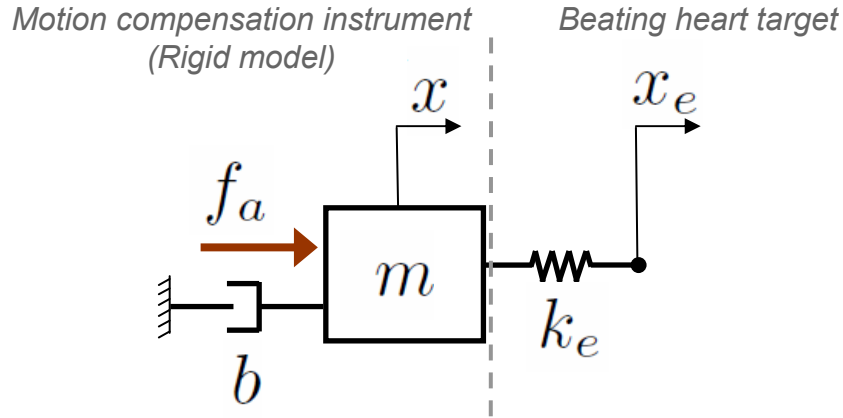 Motion compensation instrument
(Rigid model)
Beating heart target
x
x_e
f_a
m
k_e
b